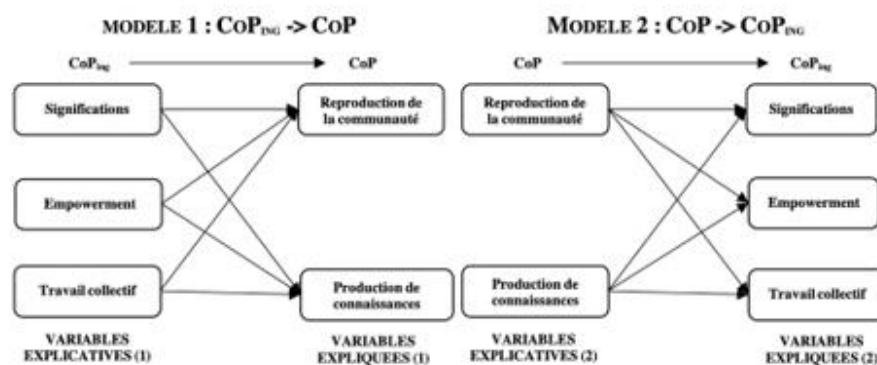 MODELE 1 : COPING -> COP
CoPing
CoP
Significations
Empowerment
Travail collectif
Reproduction de
la communauté
Production de
connaissances
VARIABLES
EXPLICATIVES (1)
VARIABLES
EXPLIQUEES (1)
MODELE 2 : COP -> COPING
CoP
CoPing
Reproduction de
la communauté
Production de
connaissances
Significations
Empowerment
Travail collectif
VARIABLES
EXPLICATIVES (2)
VARIABLES
EXPLIQUEES (2)